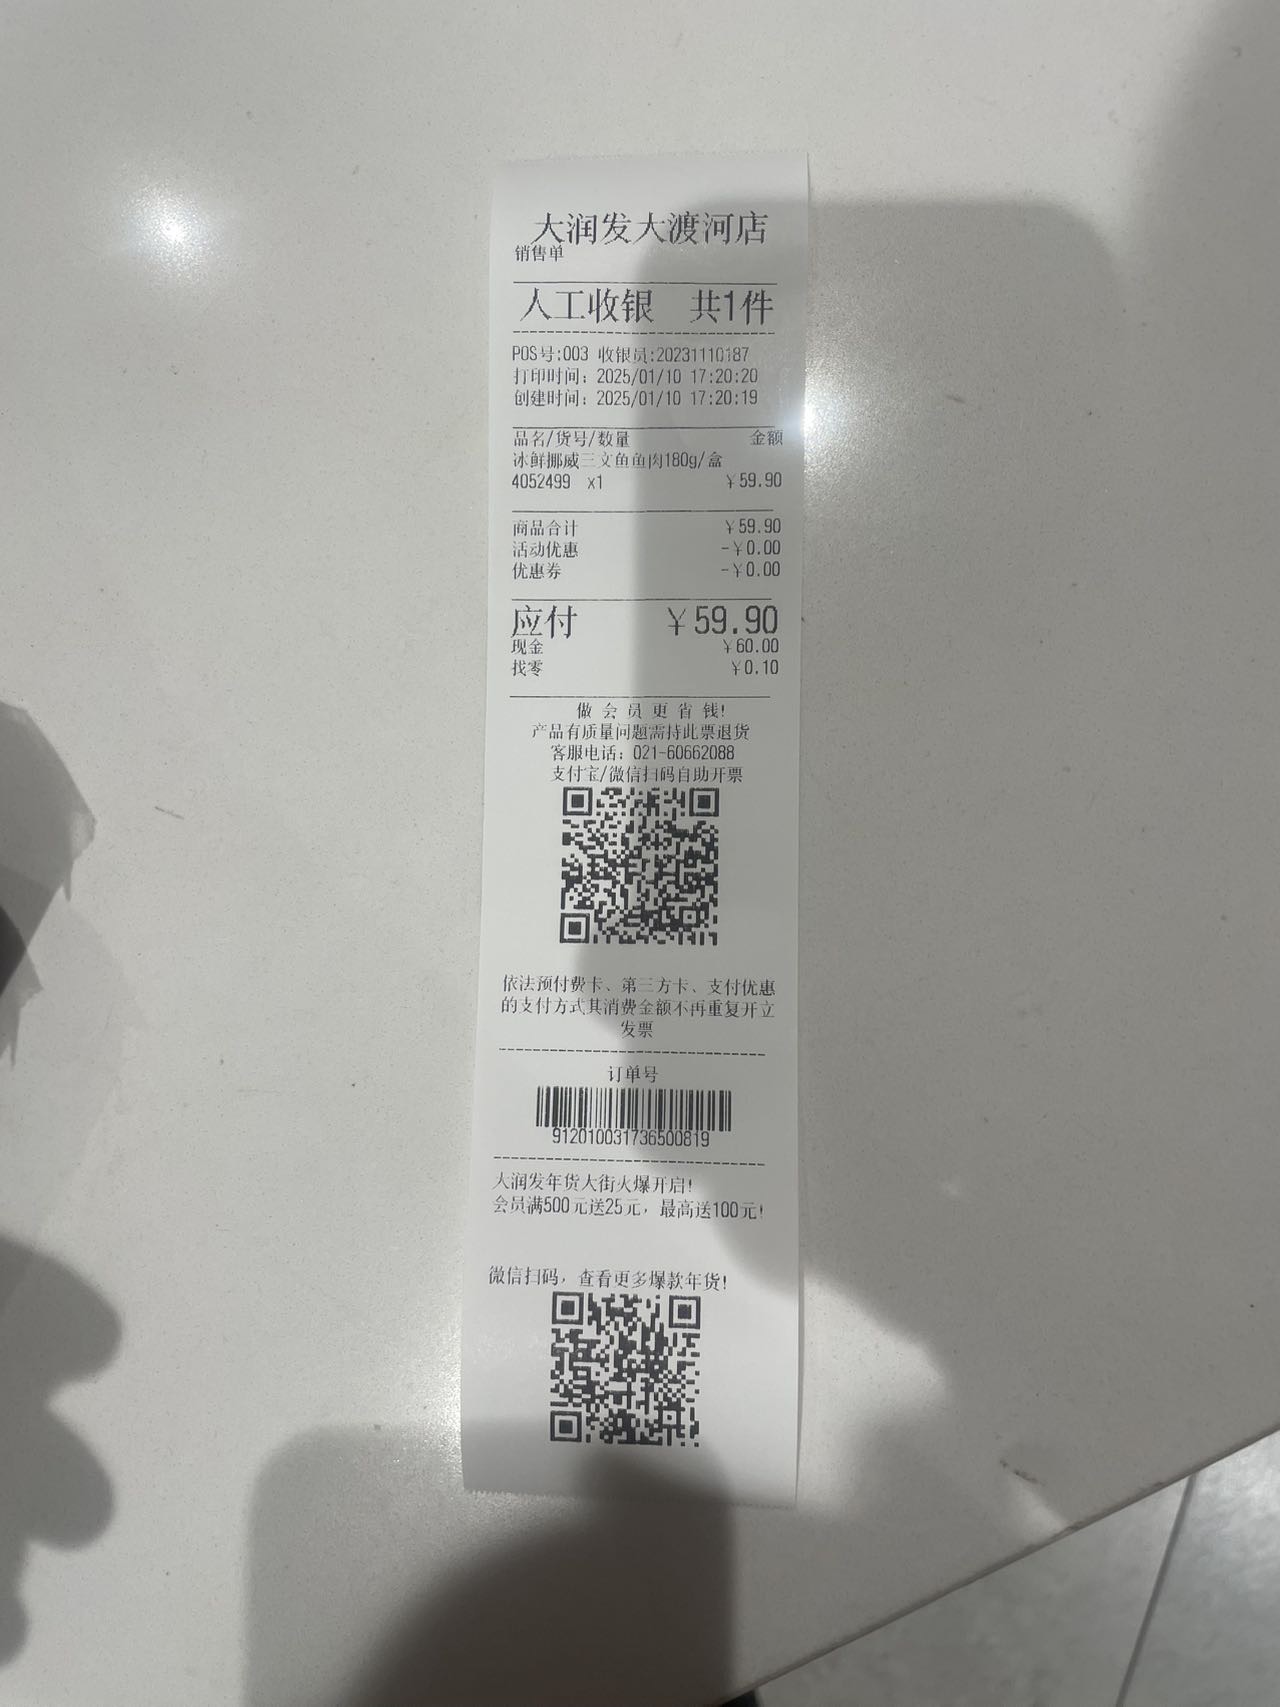 大润发大渡河店
销售单
人工收银 共1件
POS号:003 收银员:20231110187
打印时间: 2025/01/10 17:20:20
创建时间: 2025/01/10 17:20:19
品名/货号/数量 金额
冰鲜挪威三文鱼鱼肉180g/盒
4052499 x1 ￥59.90
商品合计 ￥59.90
活动优惠 -￥0.00
优惠券 -￥0.00
应付 ￥59.90
现金 ￥60.00
找零 ￥0.10
做 会 员 更 省 钱!
产品有质量问题需持此票退货
客服电话: 021-60662088
支付宝/微信扫码自助开票
依法预付费卡、第三方卡、支付优惠
的支付方式其消费金额不再重复开立
发票
订单号
912010031736500819
大润发年货大街火爆开启!
会员满500元送25元, 最高送100元!
微信扫码, 查看更多爆款年货!